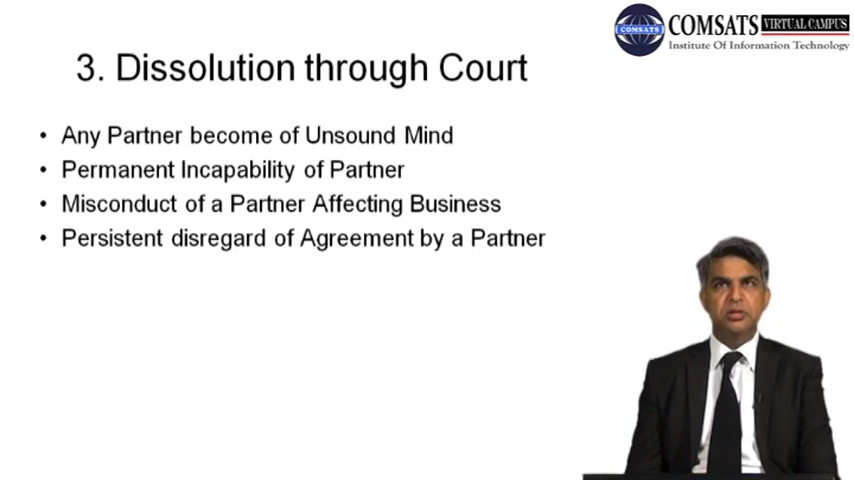 COMSATS VIRTUAL CAMPUS
Institute Of Information Technology
COMSATS
3. Dissolution through Court
• Any Partner become of Unsound Mind
• Permanent Incapability of Partner
• Misconduct of a Partner Affecting Business
• Persistent disregard of Agreement by a Partner